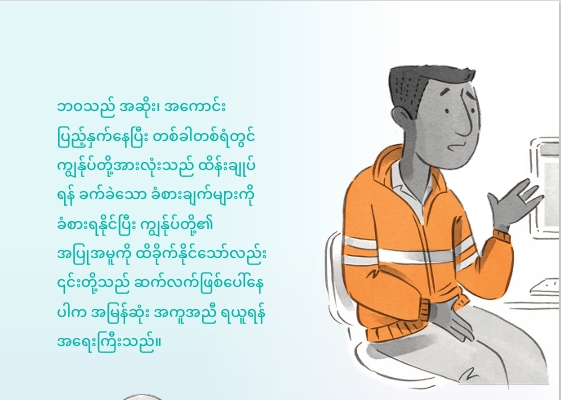 ဘဝသည် အဆိုး၊ အကောင်း
ပြည့်နှက်နေပြီး တစ်ခါတစ်ရံတွင်
ကျွန်ုပ်တို့အားလုံးသည် ထိန်းချုပ်
ရန် ခက်ခဲသော ခံစားချက်များကို
ခံစားရနိုင်ပြီး ကျွန်ုပ်တို့၏
အပြုအမူကို ထိခိုက်နိုင်သော်လည်း
၎င်းတို့သည် ဆက်လက်ဖြစ်ပေါ်နေ
ပါက အမြန်ဆုံး အကူအညီ ရယူရန်
အရေးကြီးသည်။